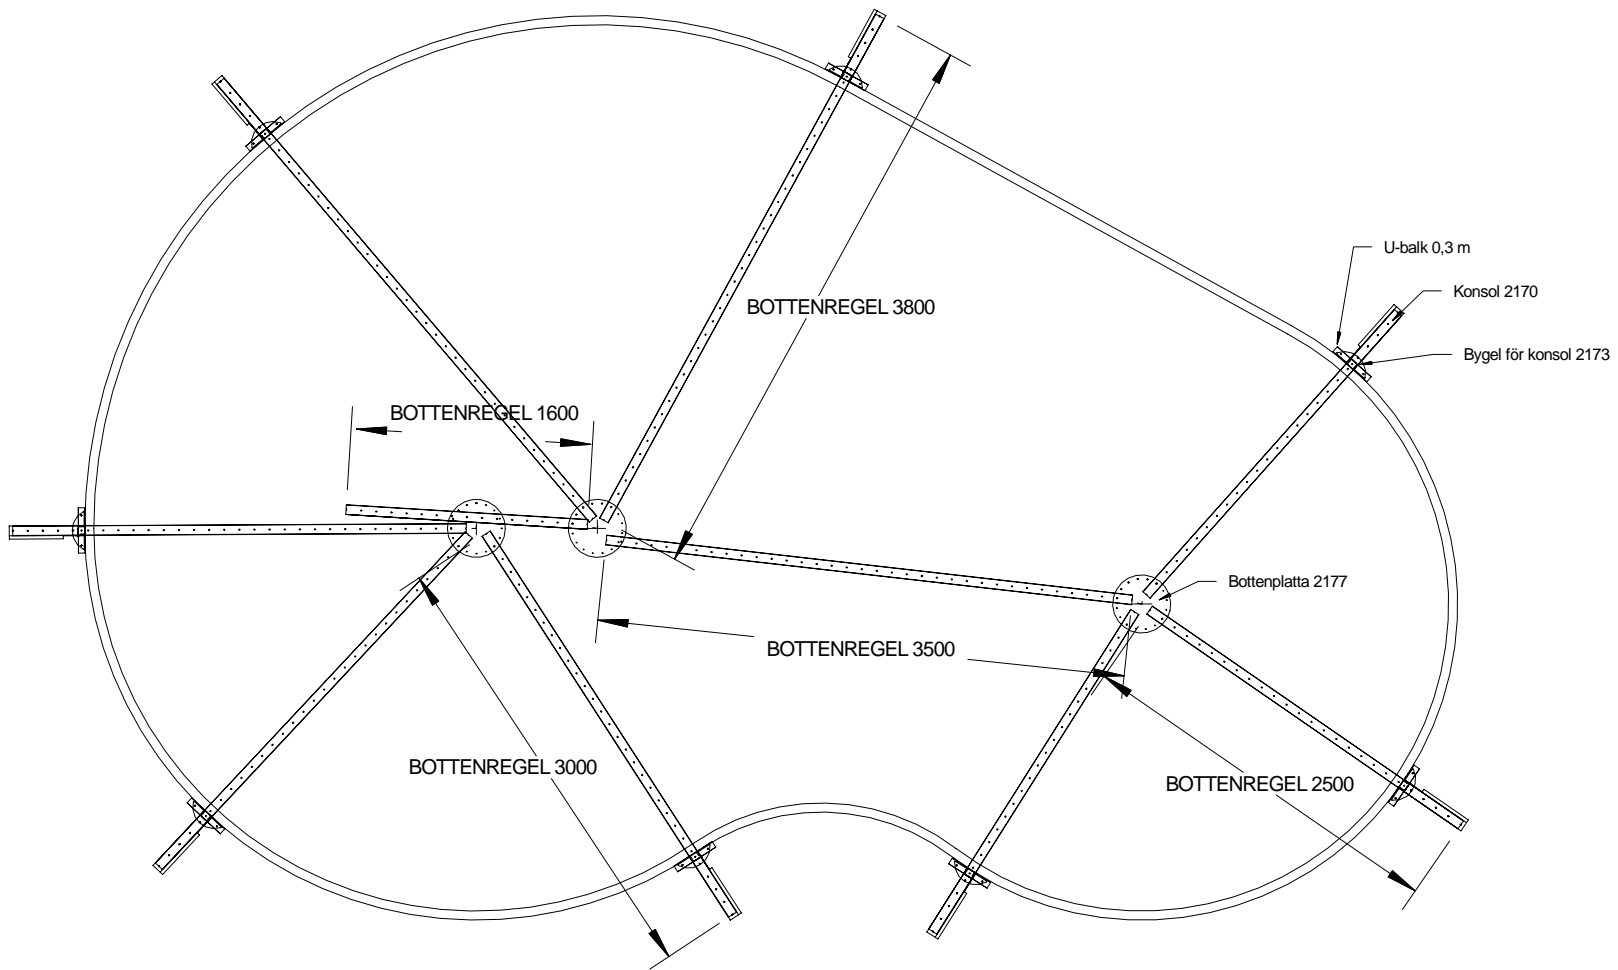 U-balk 0,3 m
Konsol 2170
BOTTENREGEL 3800
Bygel för konsol 2173
BOTTENREGEL 1600
Bottenplatta 2177
BOTTENREGEL 3500
BOTTENREGEL 3000
BOTTENREGEL 2500